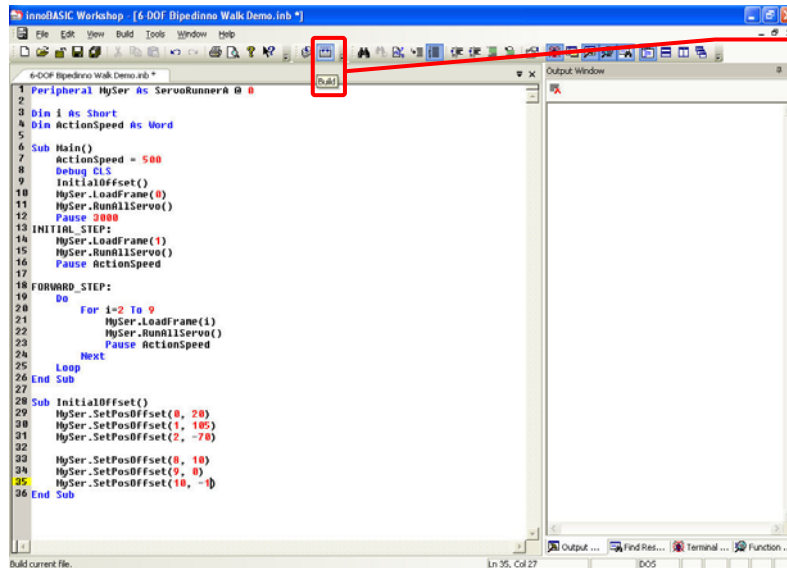 innoBASIC Workshop - [6-DOF Bipedinno Walk Demo.inb *]
File Edit View Build Tools Window Help
6-DOF Bipedinno Walk Demo.inb *
Build
Output Window
1 Peripheral MySer As ServoRunnerA @ 0
2
3 Dim i As Short
4 Dim ActionSpeed As Word
5
6 Sub Main()
7 ActionSpeed = 500
8 Debug CLS
9 InitialOffset()
10 MySer.LoadFrame(0)
11 MySer.RunAllServo()
12 Pause 3000
13 INITIAL_STEP:
14 MySer.LoadFrame(1)
15 MySer.RunAllServo()
16 Pause ActionSpeed
17
18 FORWARD_STEP:
19 Do
20 For i=2 To 9
21 MySer.LoadFrame(i)
22 MySer.RunAllServo()
23 Pause ActionSpeed
24 Next
25 Loop
26 End Sub
27
28 Sub InitialOffset()
29 MySer.SetPosOffset(0, 20)
30 MySer.SetPosOffset(1, 105)
31 MySer.SetPosOffset(2, -70)
32
33 MySer.SetPosOffset(8, 10)
34 MySer.SetPosOffset(9, 0)
35 MySer.SetPosOffset(10, -1)
36 End Sub
Output ... Find Res... Terminal ... Function ...
Build current file. Ln 35, Col 27 DOS